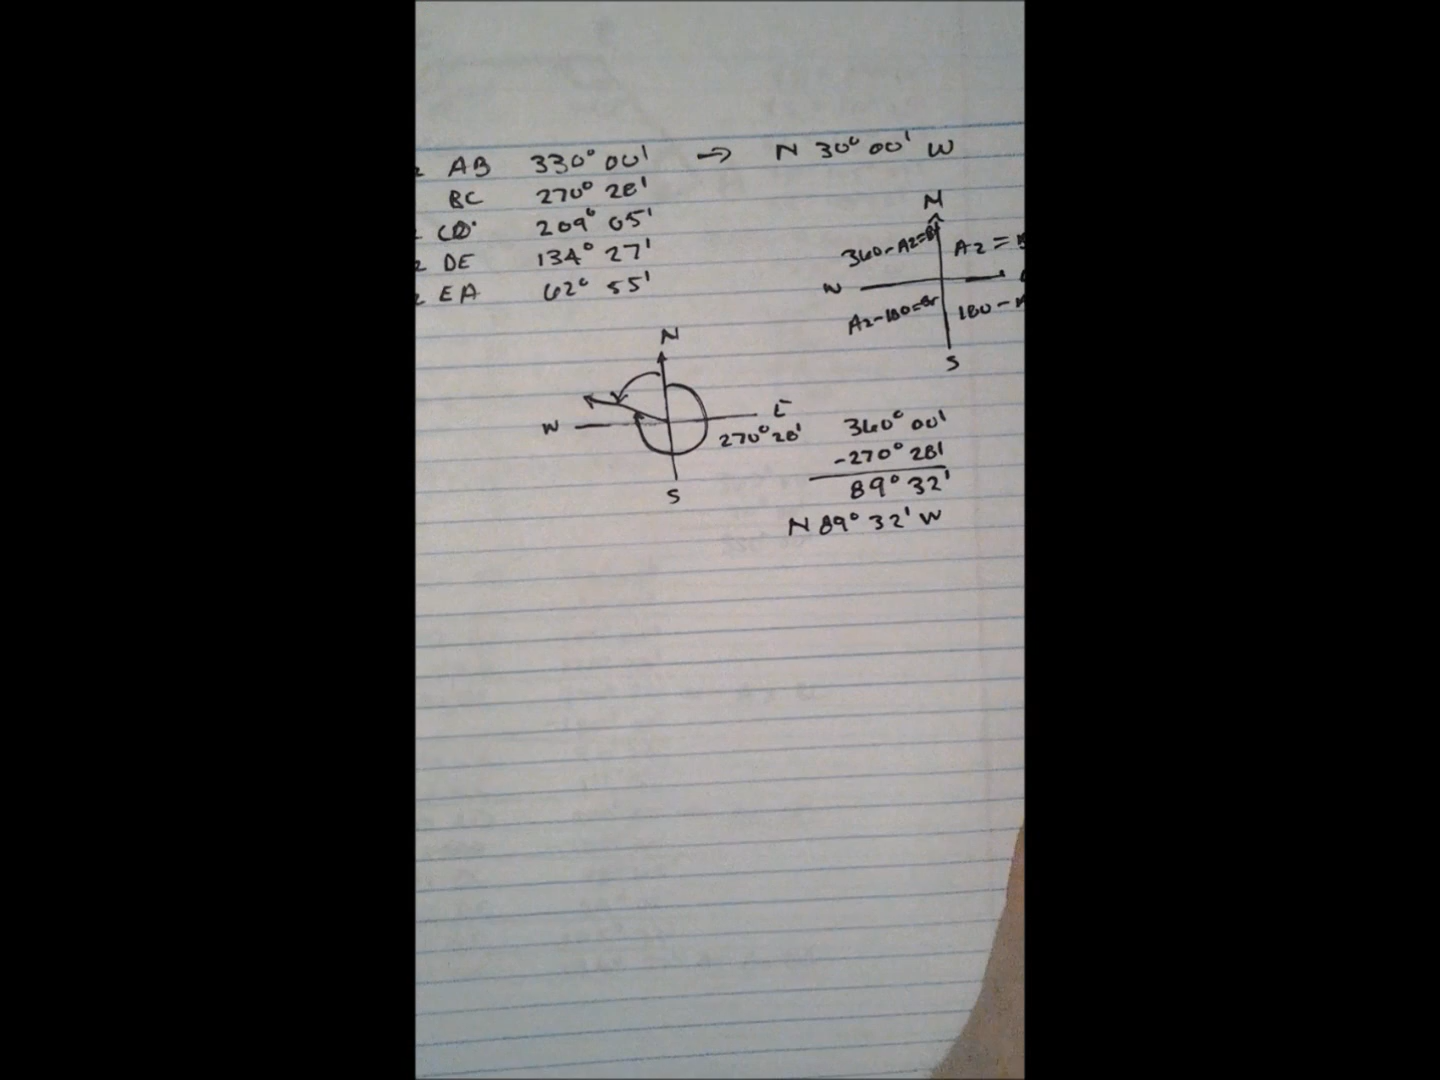 AB 330° 00' → N 30° 00' W
BC 270° 28'
CD 209° 05'
DE 134° 27'
EA 62° 55'
N
360-Az=Br Az =
W
Az-180=Br 180 -
S
N
W E
270° 28'
S
360° 00'
-270° 28'
89° 32'
N 89° 32' W